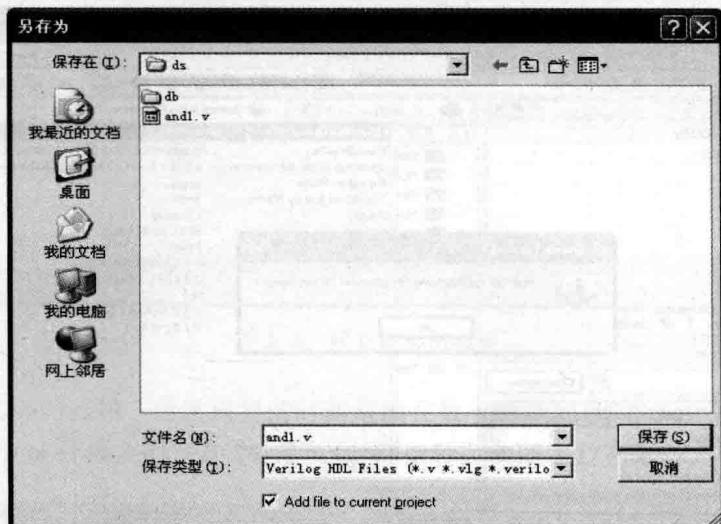 另存为
保存在(I):
ds
db
and1.v
我最近的文档
桌面
我的文档
我的电脑
网上邻居
文件名(N):
and1.v
保存(S)
保存类型(T):
Verilog HDL Files (*.v *.vlg *.verilo
取消
Add file to current project